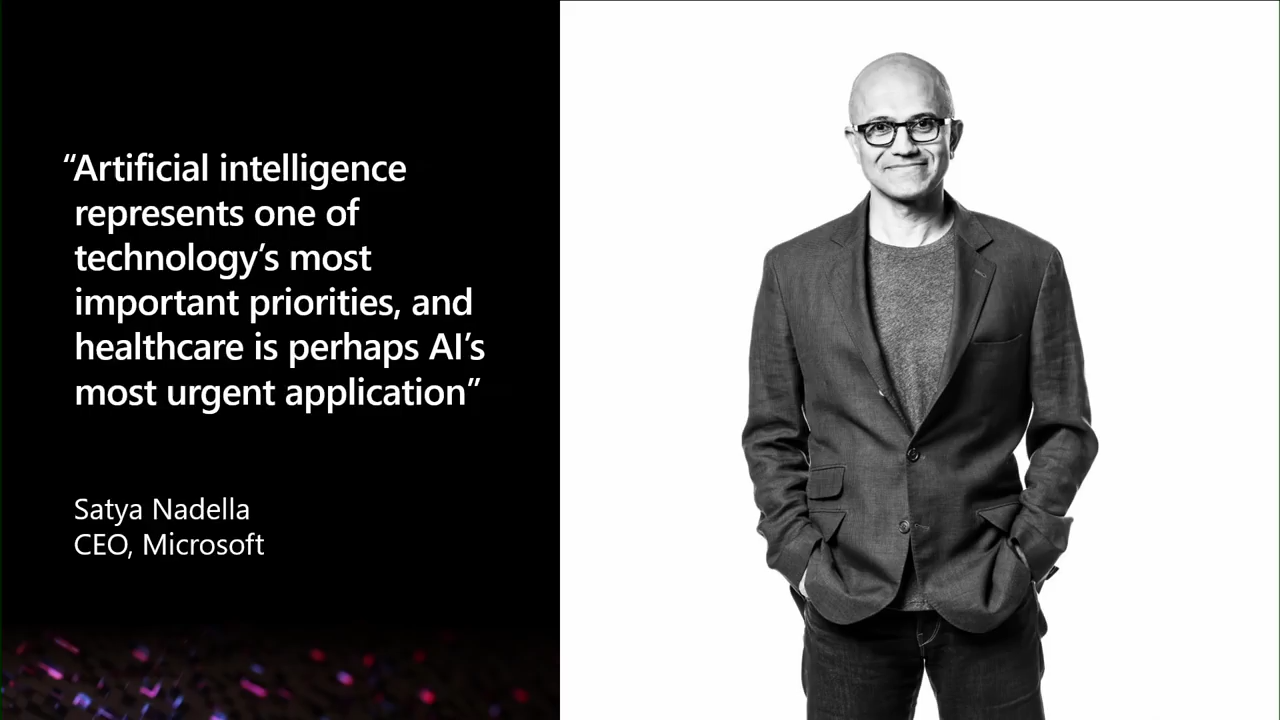 “Artificial intelligence
represents one of
technology’s most
important priorities, and
healthcare is perhaps AI’s
most urgent application”
Satya Nadella
CEO, Microsoft